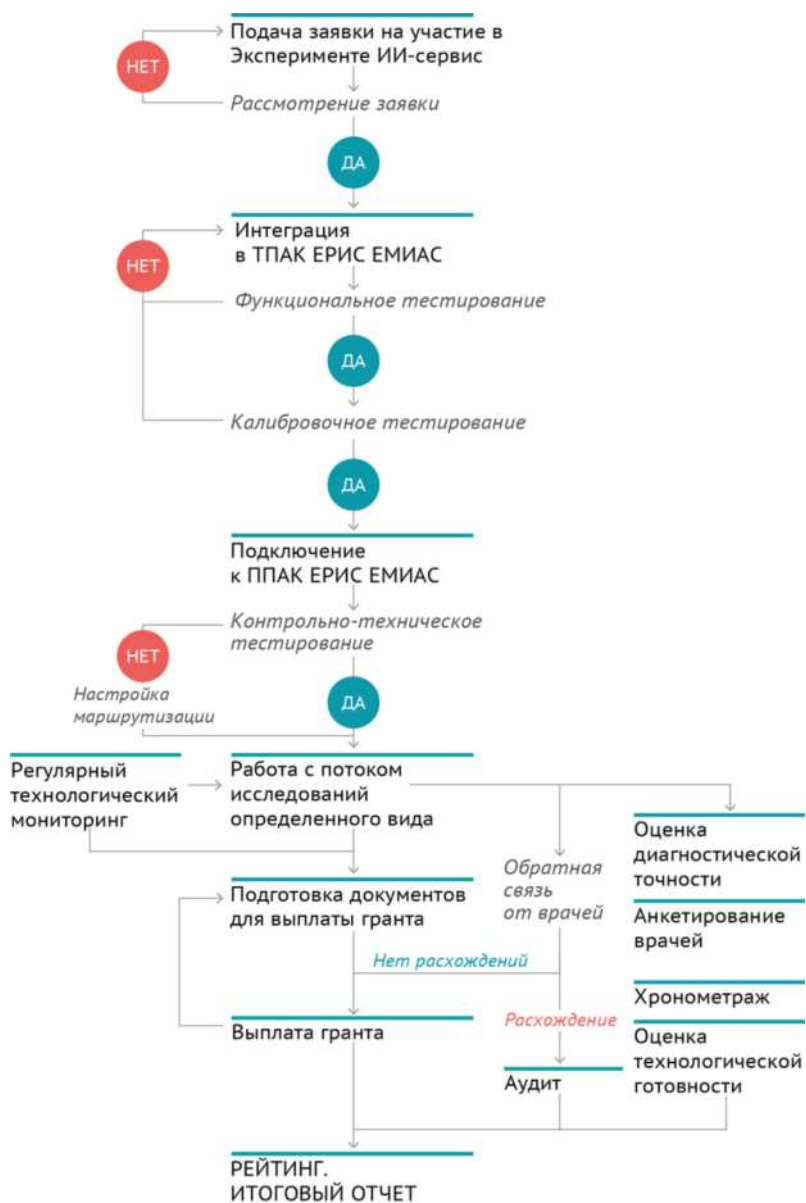 Подача заявки на участие в
Эксперименте ИИ-сервис
НЕТ
Рассмотрение заявки
ДА
Интеграция
в ТПАК ЕРИС ЕМИАС
НЕТ
Функциональное тестирование
ДА
Калибровочное тестирование
ДА
Подключение
к ППАК ЕРИС ЕМИАС
Контрольно-техническое
тестирование
НЕТ
Настройка
маршрутизации
ДА
Регулярный
технологический
мониторинг
Работа с потоком
исследований
определенного вида
Оценка
диагностической
точности
Обратная
связь
от врачей
Подготовка документов
для выплаты гранта
Анкетирование
врачей
Нет расхождений
Хронометраж
Расхождение
Выплата гранта
Оценка
технологической
готовности
Аудит
РЕЙТИНГ.
ИТОГОВЫЙ ОТЧЕТ